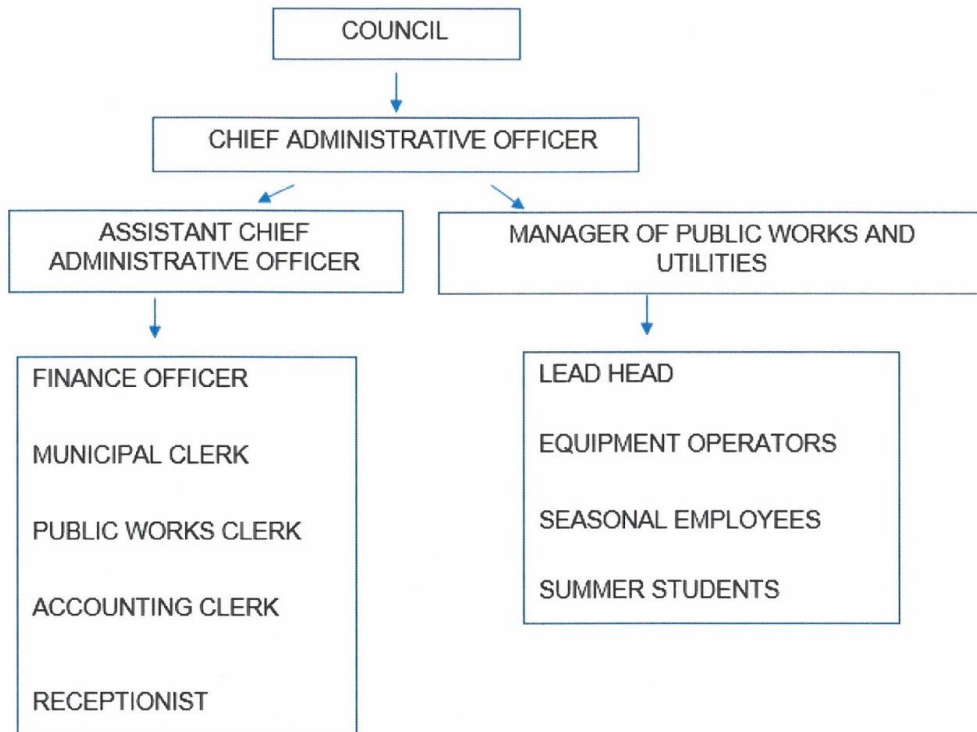 COUNCIL
CHIEF ADMINISTRATIVE OFFICER
ASSISTANT CHIEF
ADMINISTRATIVE OFFICER
MANAGER OF PUBLIC WORKS AND
UTILITIES
FINANCE OFFICER
MUNICIPAL CLERK
PUBLIC WORKS CLERK
ACCOUNTING CLERK
RECEPTIONIST
LEAD HEAD
EQUIPMENT OPERATORS
SEASONAL EMPLOYEES
SUMMER STUDENTS